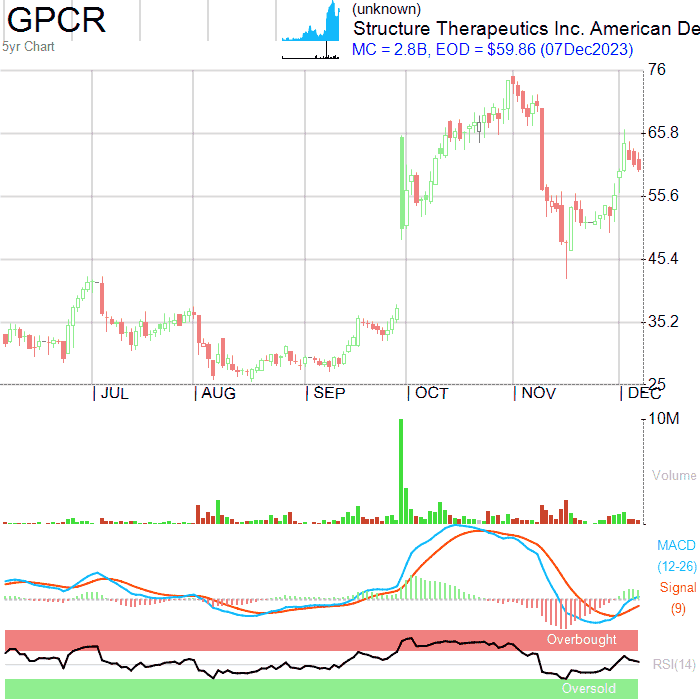 GPCR
5yr Chart
(unknown)
Structure Therapeutics Inc. American De
MC = 2.8B, EOD = $59.86 (07Dec2023)
76
65.8
55.6
45.4
35.2
25
JUL AUG SEP OCT NOV DEC
10M
Volume
MACD
(12-26)
Signal
(9)
Overbought
RSI(14)
Oversold